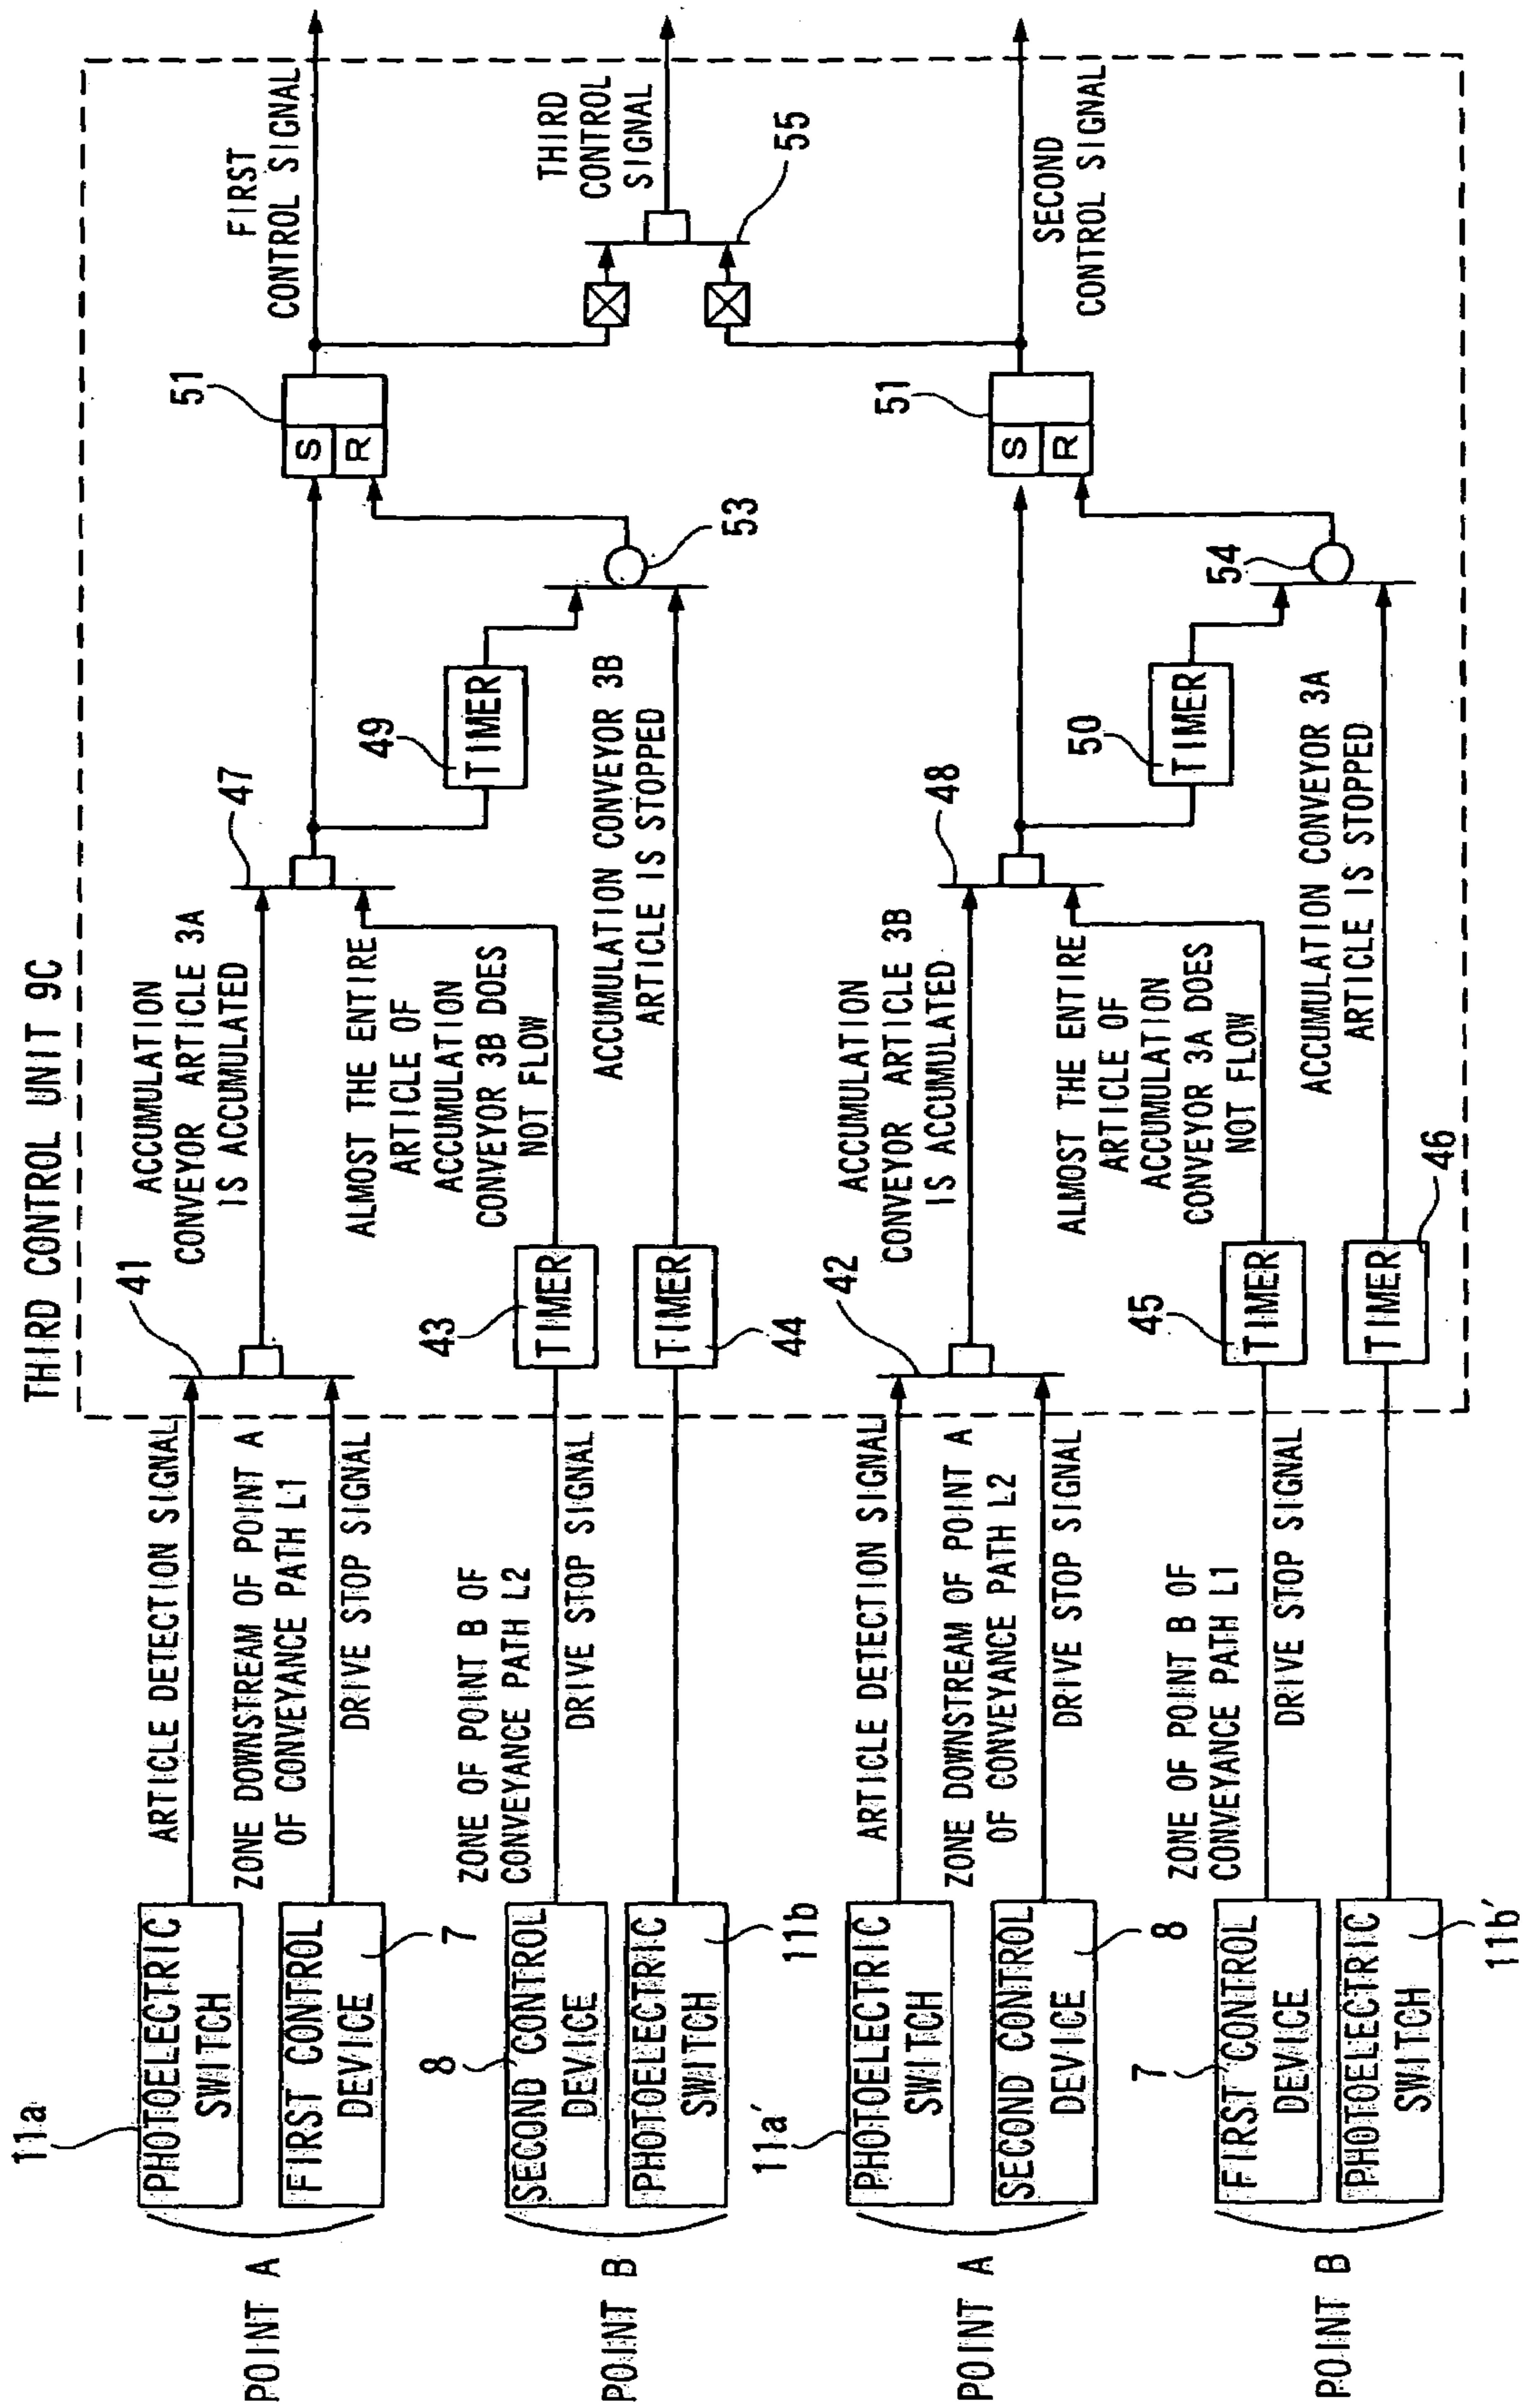 THIRD CONTROL UNIT 9C
POINT A
11a
PHOTOELECTRIC
SWITCH
ARTICLE DETECTION SIGNAL
FIRST CONTROL
DEVICE
7
ZONE DOWNSTREAM OF POINT A
OF CONVEYANCE PATH L1
DRIVE STOP SIGNAL
41
ACCUMULATION
CONVEYOR ARTICLE 3A
IS ACCUMULATED
47
POINT B
8
SECOND CONTROL
DEVICE
ZONE OF POINT B OF
CONVEYANCE PATH L2
DRIVE STOP SIGNAL
43
TIMER
ALMOST THE ENTIRE
ARTICLE OF
ACCUMULATION
CONVEYOR 3B DOES
NOT FLOW
PHOTOELECTRIC
SWITCH
11b
TIMER
44
ACCUMULATION CONVEYOR 3B
ARTICLE IS STOPPED
49
TIMER
53
51
S
R
FIRST
CONTROL SIGNAL
THIRD
CONTROL
SIGNAL
55
POINT A
11a'
PHOTOELECTRIC
SWITCH
ARTICLE DETECTION SIGNAL
SECOND CONTROL
DEVICE
8
ZONE DOWNSTREAM OF POINT A
OF CONVEYANCE PATH L2
DRIVE STOP SIGNAL
42
ACCUMULATION
CONVEYOR ARTICLE 3B
IS ACCUMULATED
48
POINT B
7
FIRST CONTROL
DEVICE
ZONE OF POINT B OF
CONVEYANCE PATH L1
DRIVE STOP SIGNAL
45
TIMER
ALMOST THE ENTIRE
ARTICLE OF
ACCUMULATION
CONVEYOR 3A DOES
NOT FLOW
PHOTOELECTRIC
SWITCH
11b'
TIMER
46
ACCUMULATION CONVEYOR 3A
ARTICLE IS STOPPED
50
TIMER
54
51
S
R
SECOND
CONTROL SIGNAL